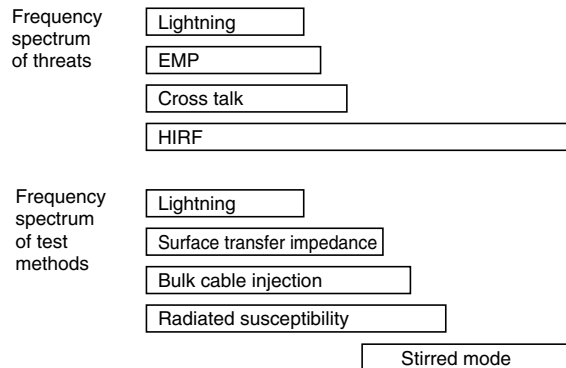 Frequency
spectrum
of threats
Lightning
EMP
Cross talk
HIRF
Frequency
spectrum
of test
methods
Lightning
Surface transfer impedance
Bulk cable injection
Radiated susceptibility
Stirred mode